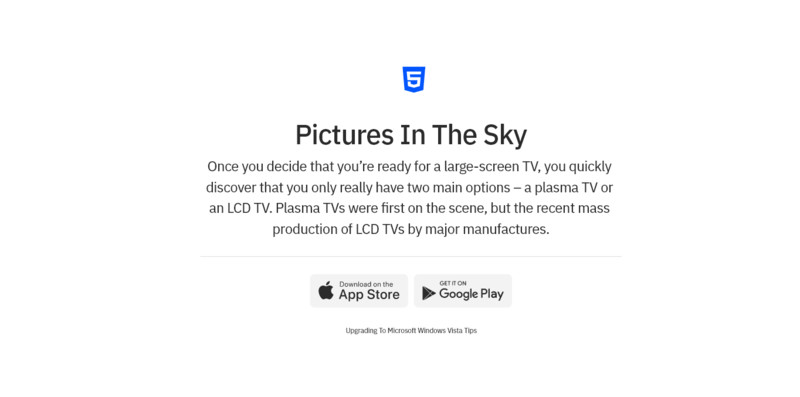 5
Pictures In The Sky
Once you decide that you’re ready for a large-screen TV, you quickly
discover that you only really have two main options – a plasma TV or
an LCD TV. Plasma TVs were first on the scene, but the recent mass
production of LCD TVs by major manufactures.
Download on the
App Store
GET IT ON
Google Play
Upgrading To Microsoft Windows Vista Tips